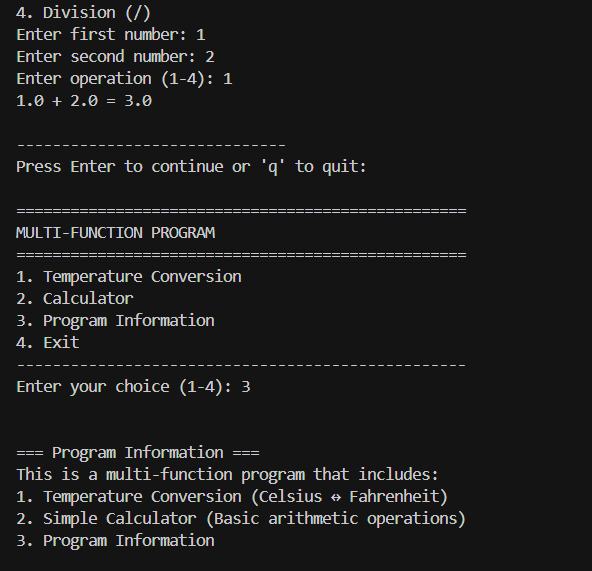 4. Division (/)
Enter first number: 1
Enter second number: 2
Enter operation (1-4): 1
1.0 + 2.0 = 3.0
------------------------------
Press Enter to continue or 'q' to quit:
==================================================
MULTI-FUNCTION PROGRAM
==================================================
1. Temperature Conversion
2. Calculator
3. Program Information
4. Exit
--------------------------------------------------
Enter your choice (1-4): 3
=== Program Information ===
This is a multi-function program that includes:
1. Temperature Conversion (Celsius ↔ Fahrenheit)
2. Simple Calculator (Basic arithmetic operations)
3. Program Information